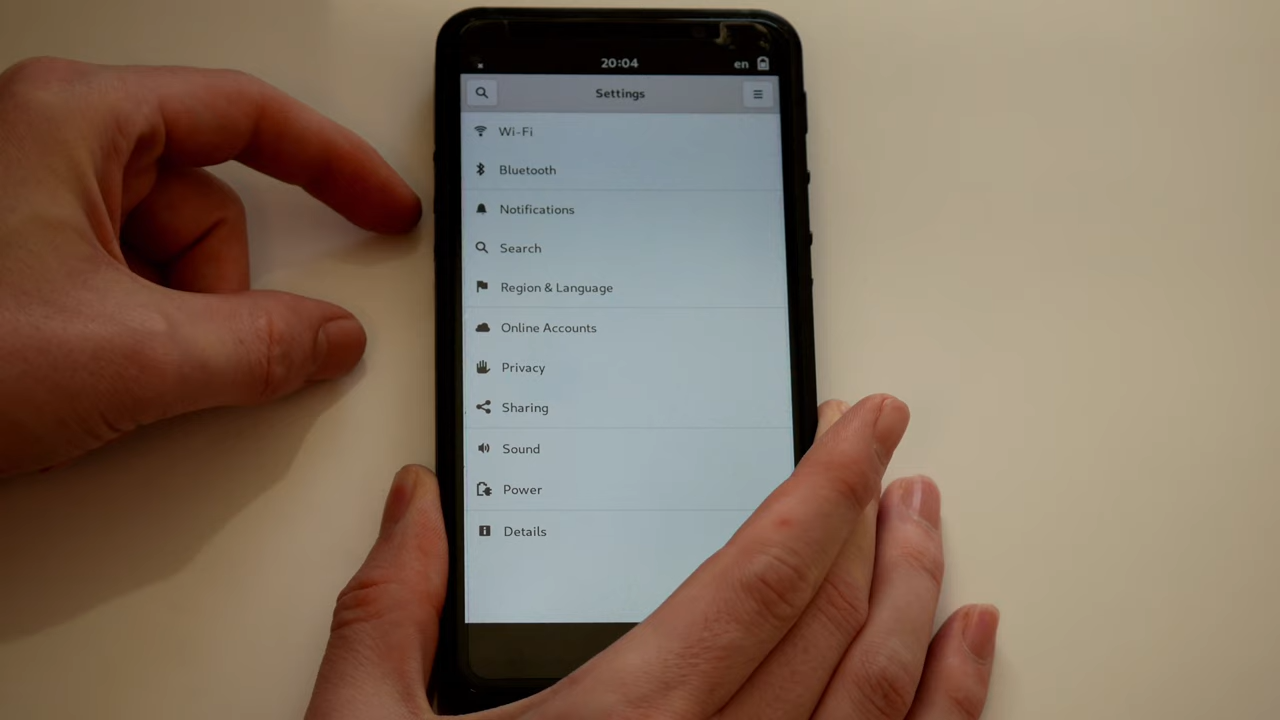 20:04 en
Settings
Wi-Fi
Bluetooth
Notifications
Search
Region & Language
Online Accounts
Privacy
Sharing
Sound
Power
Details